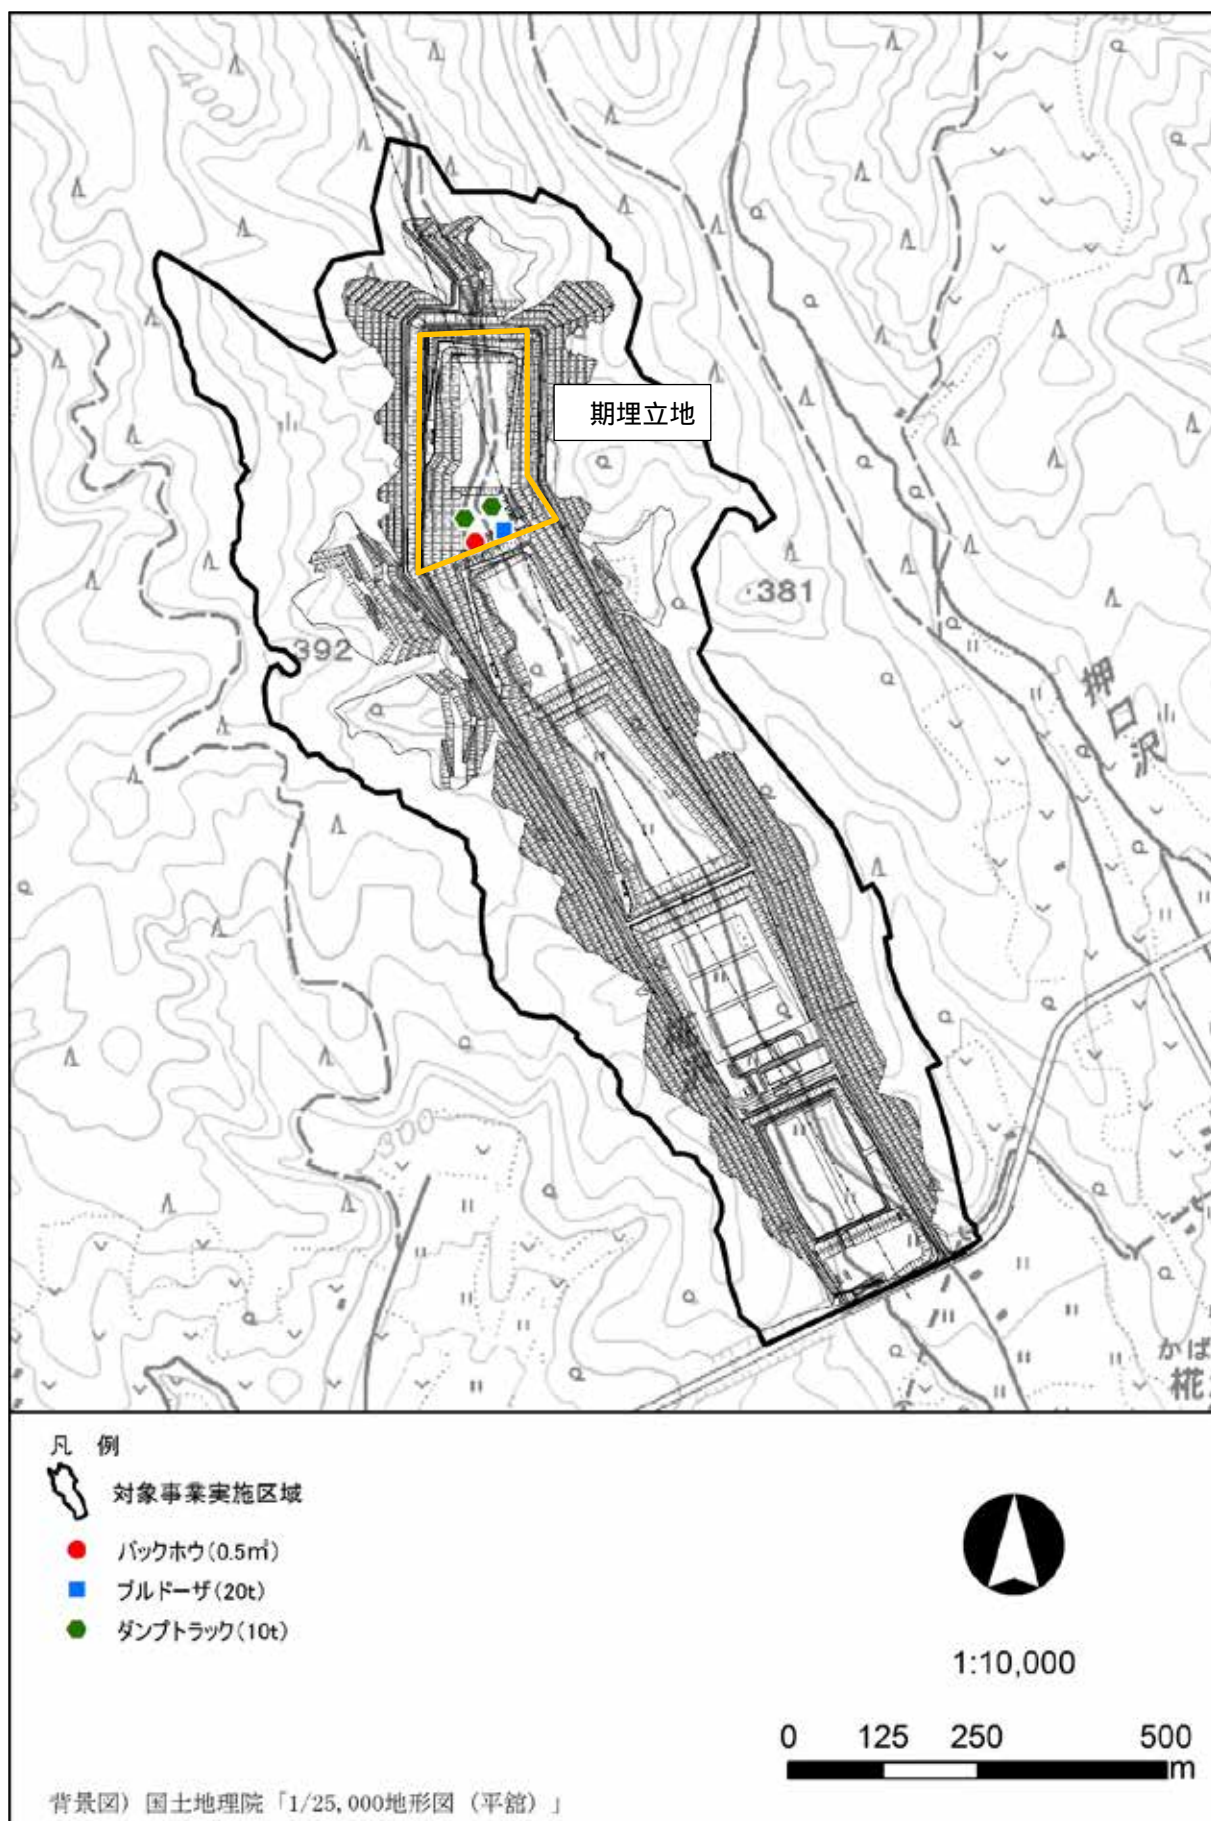 400
400
期埋立地
381
392
押口沢
300
かば
椛
凡 例
対象事業実施区域
バックホウ(0.5㎥)
ブルドーザ(20t)
ダンプトラック(10t)
1:10,000
0 125 250 500
m
背景図) 国土地理院「1/25,000地形図(平舘)」